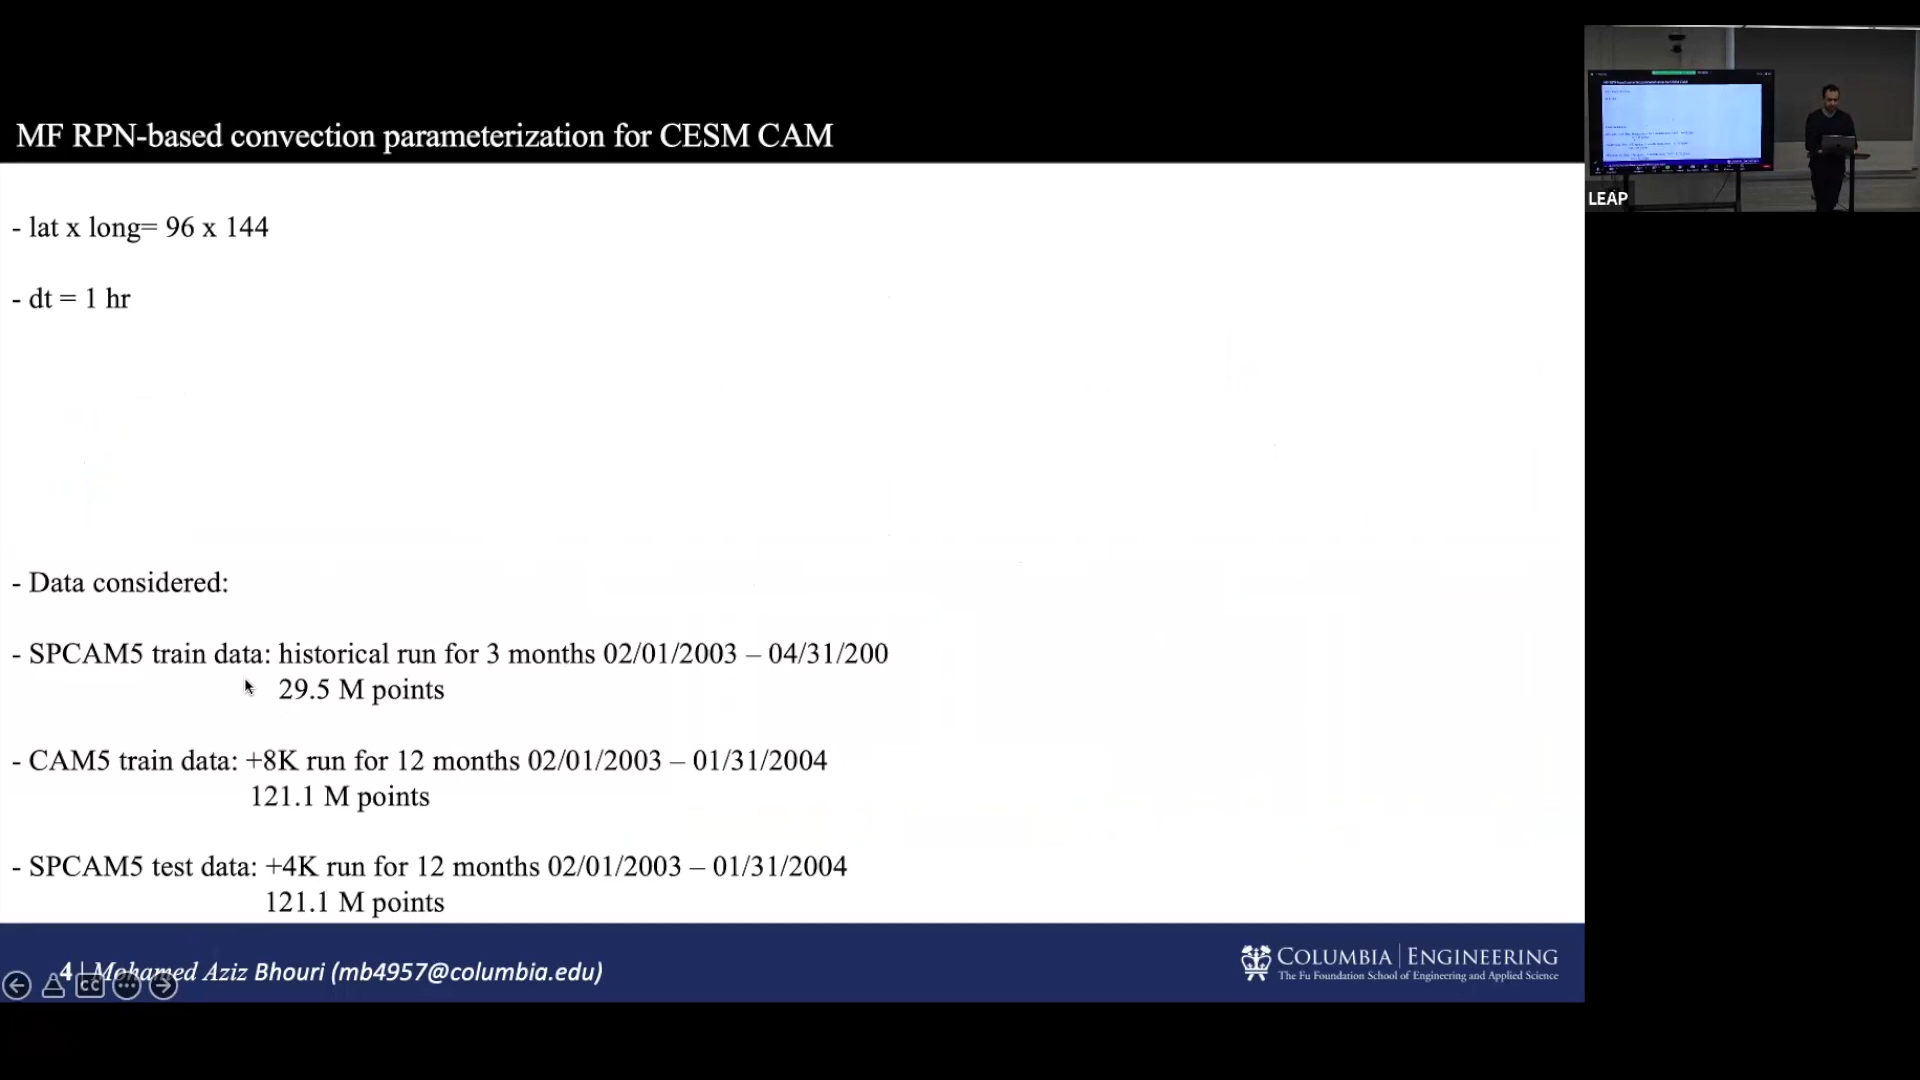 MF RPN-based convection parameterization for CESM CAM
- lat x long= 96 x 144
- dt = 1 hr
- Data considered:
- SPCAM5 train data: historical run for 3 months 02/01/2003 – 04/31/200
29.5 M points
- CAM5 train data: +8K run for 12 months 02/01/2003 – 01/31/2004
121.1 M points
- SPCAM5 test data: +4K run for 12 months 02/01/2003 – 01/31/2004
121.1 M points
4 | Mohamed Aziz Bhouri (mb4957@columbia.edu)
CC
COLUMBIA | ENGINEERING
The Fu Foundation School of Engineering and Applied Science
LEAP